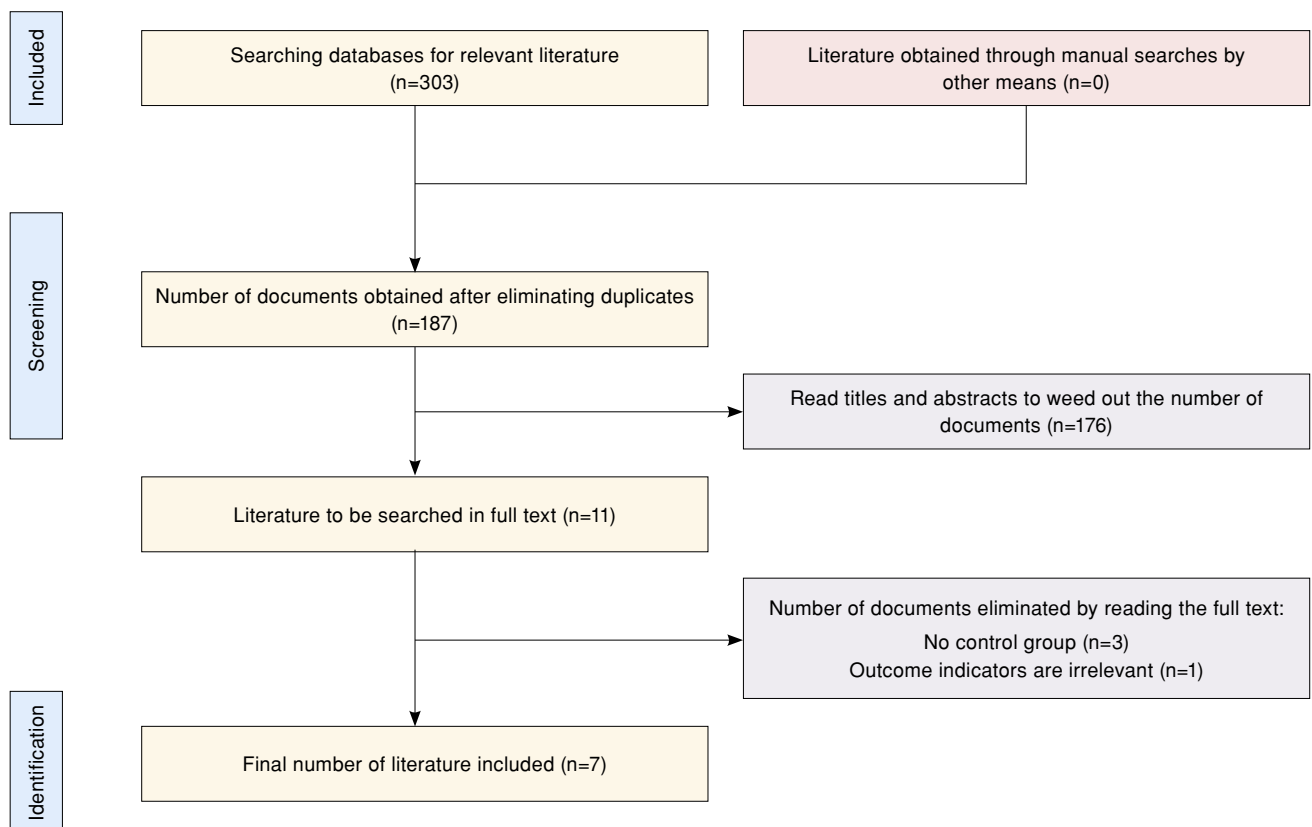 Included
Searching databases for relevant literature
(n=303)
Literature obtained through manual searches by
other means (n=0)
Screening
Number of documents obtained after eliminating duplicates
(n=187)
Read titles and abstracts to weed out the number of
documents (n=176)
Literature to be searched in full text (n=11)
Number of documents eliminated by reading the full text:
No control group (n=3)
Outcome indicators are irrelevant (n=1)
Identification
Final number of literature included (n=7)